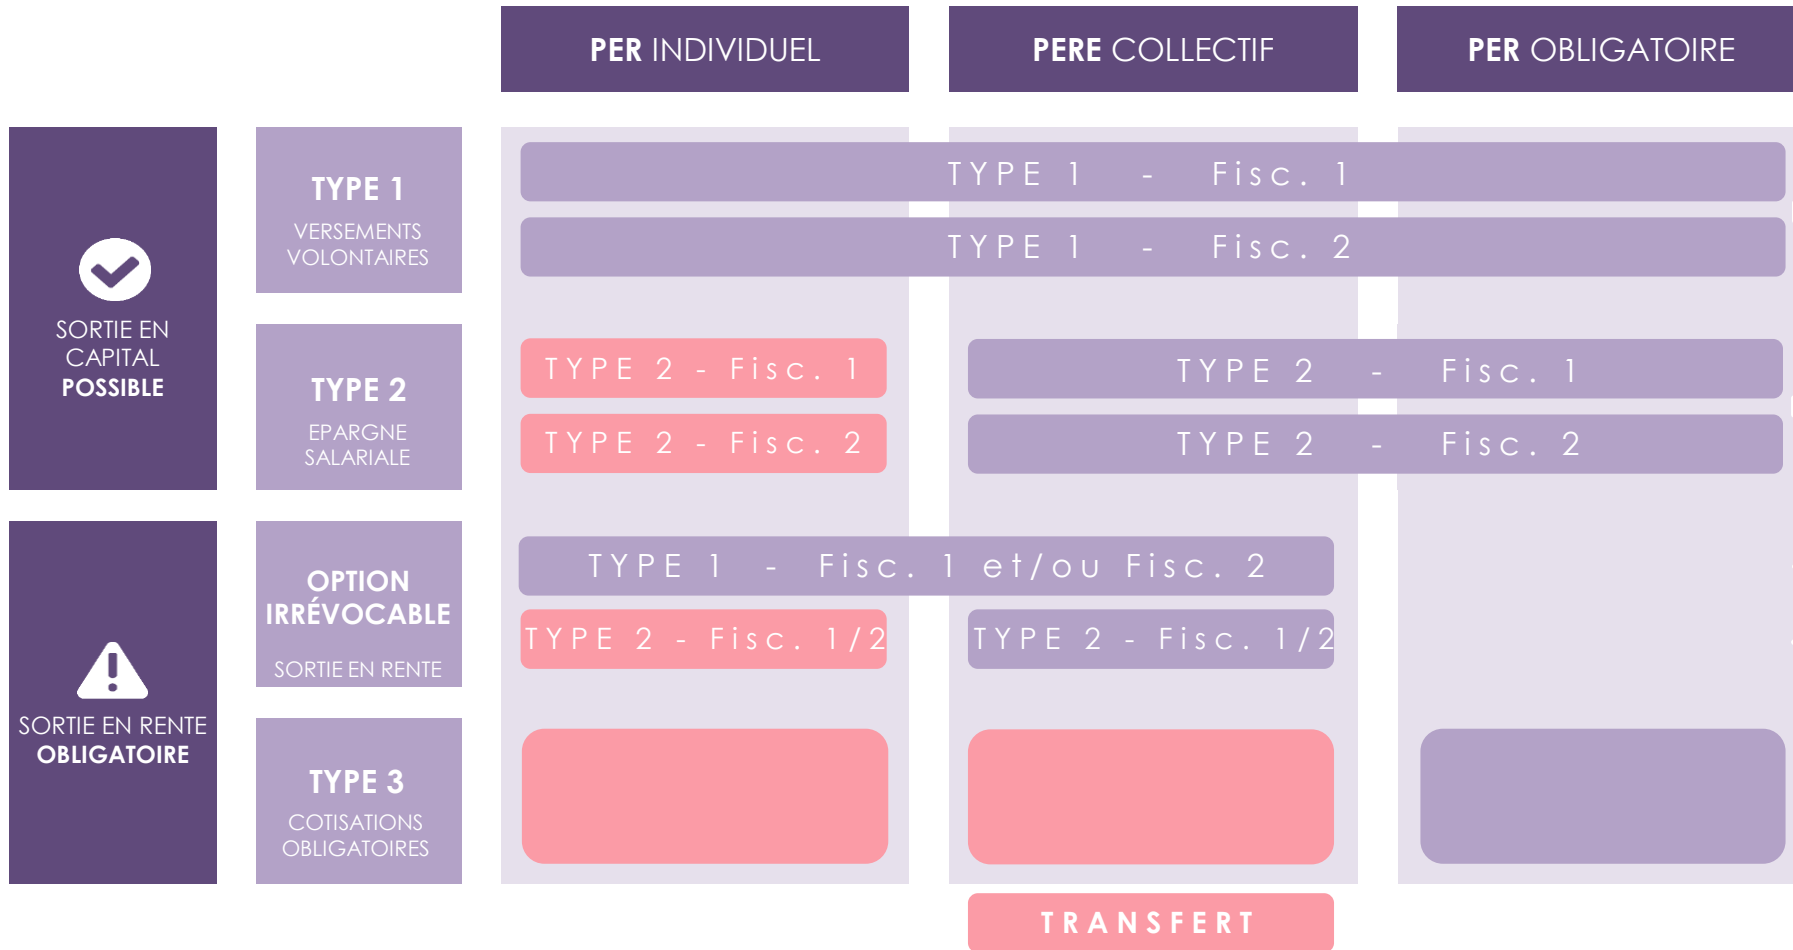 PER INDIVIDUEL
PERE COLLECTIF
PER OBLIGATOIRE
SORTIE EN
CAPITAL
POSSIBLE
TYPE 1
VERSEMENTS
VOLONTAIRES
TYPE 1 - Fisc. 1
TYPE 1 - Fisc. 2
TYPE 2
EPARGNE
SALARIALE
TYPE 2 - Fisc. 1
TYPE 2 - Fisc. 1
TYPE 2 - Fisc. 2
TYPE 2 - Fisc. 2
SORTIE EN RENTE
OBLIGATOIRE
OPTION
IRRÉVOCABLE
SORTIE EN RENTE
TYPE 1 - Fisc. 1 et/ou Fisc. 2
TYPE 2 - Fisc. 1/2
TYPE 2 - Fisc. 1/2
TYPE 3
COTISATIONS
OBLIGATOIRES
TRANSFERT